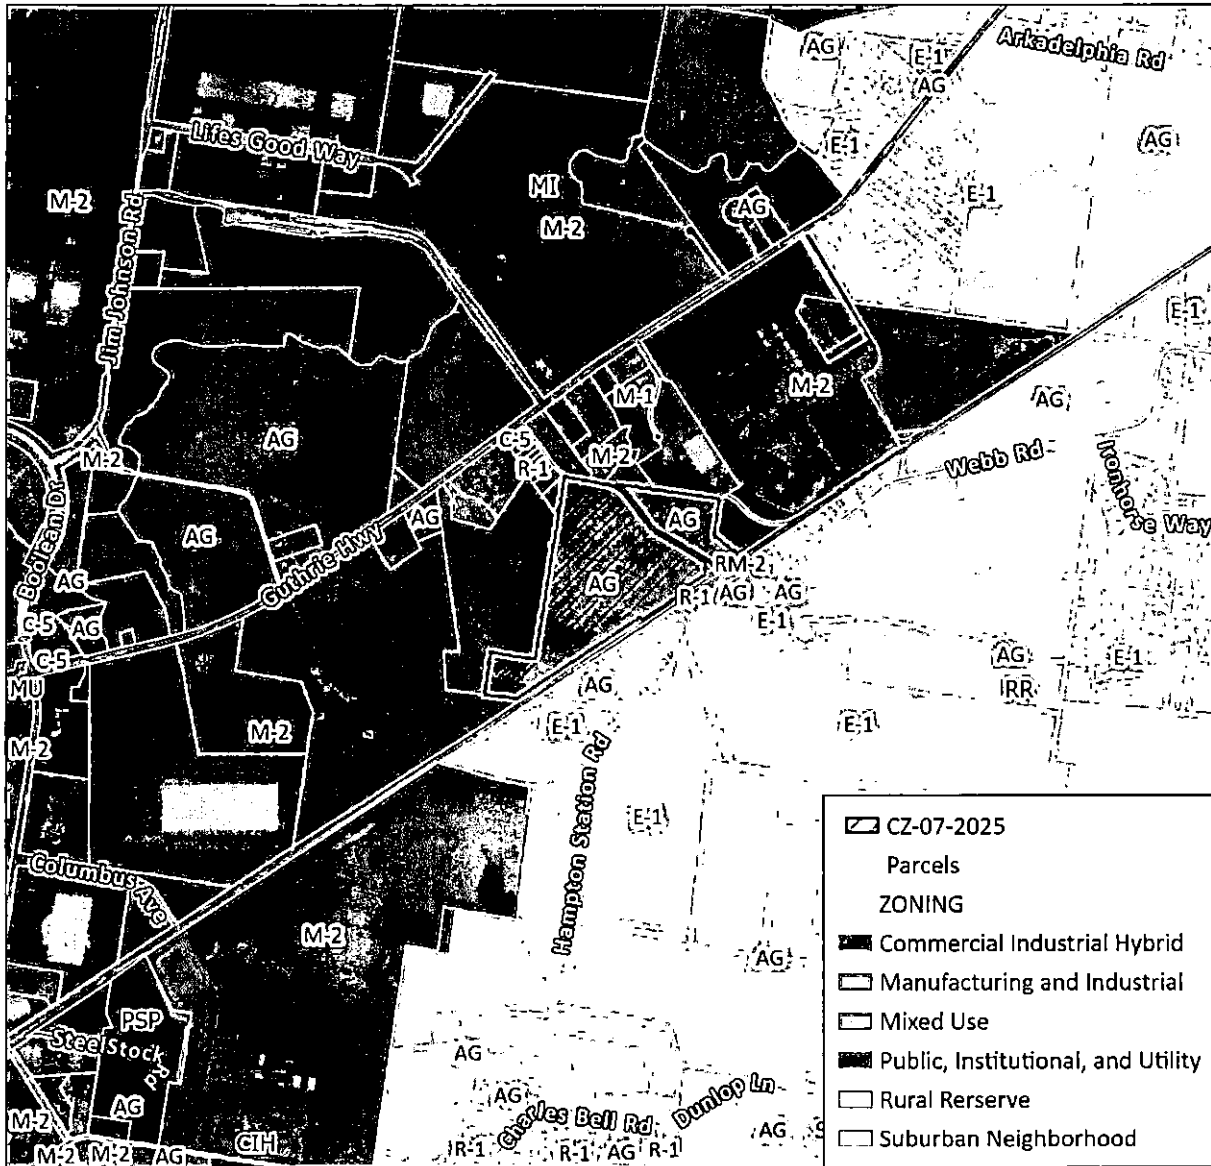 AG
E-1
Arkadelphia Rd
AG
Lifes Good Way
E-1
AG
MI
M-2
E-1
M-2
AG
Jim Johnson Rd
E-1
M-1
M-2
AG
AG
C-5
M-2
R-1
M-2
Webb Rd
Ironhorse Way
Boolean Dr
AG
AG
AG
Guthrie Hwy
RM-2
AG
AG
R-1
AG
AG
C-5
AG
E-1
C-5
AG
E-1
MU
AG
RR
E-1
E-1
M-2
M-2
Hampton Station Rd
E-1
CZ-07-2025
Parcels
ZONING
Commercial Industrial Hybrid
Manufacturing and Industrial
Mixed Use
Public, Institutional, and Utility
Rural Rerserve
Suburban Neighborhood
Columbus Ave
M-2
AG
PSP
SteelStock Rd
AG
AG
AG
Dunlop Ln
Charles Bell Rd
M-2
CIH
M-2
M-2
AG
R-1
R-1
AG
R-1
AG
S